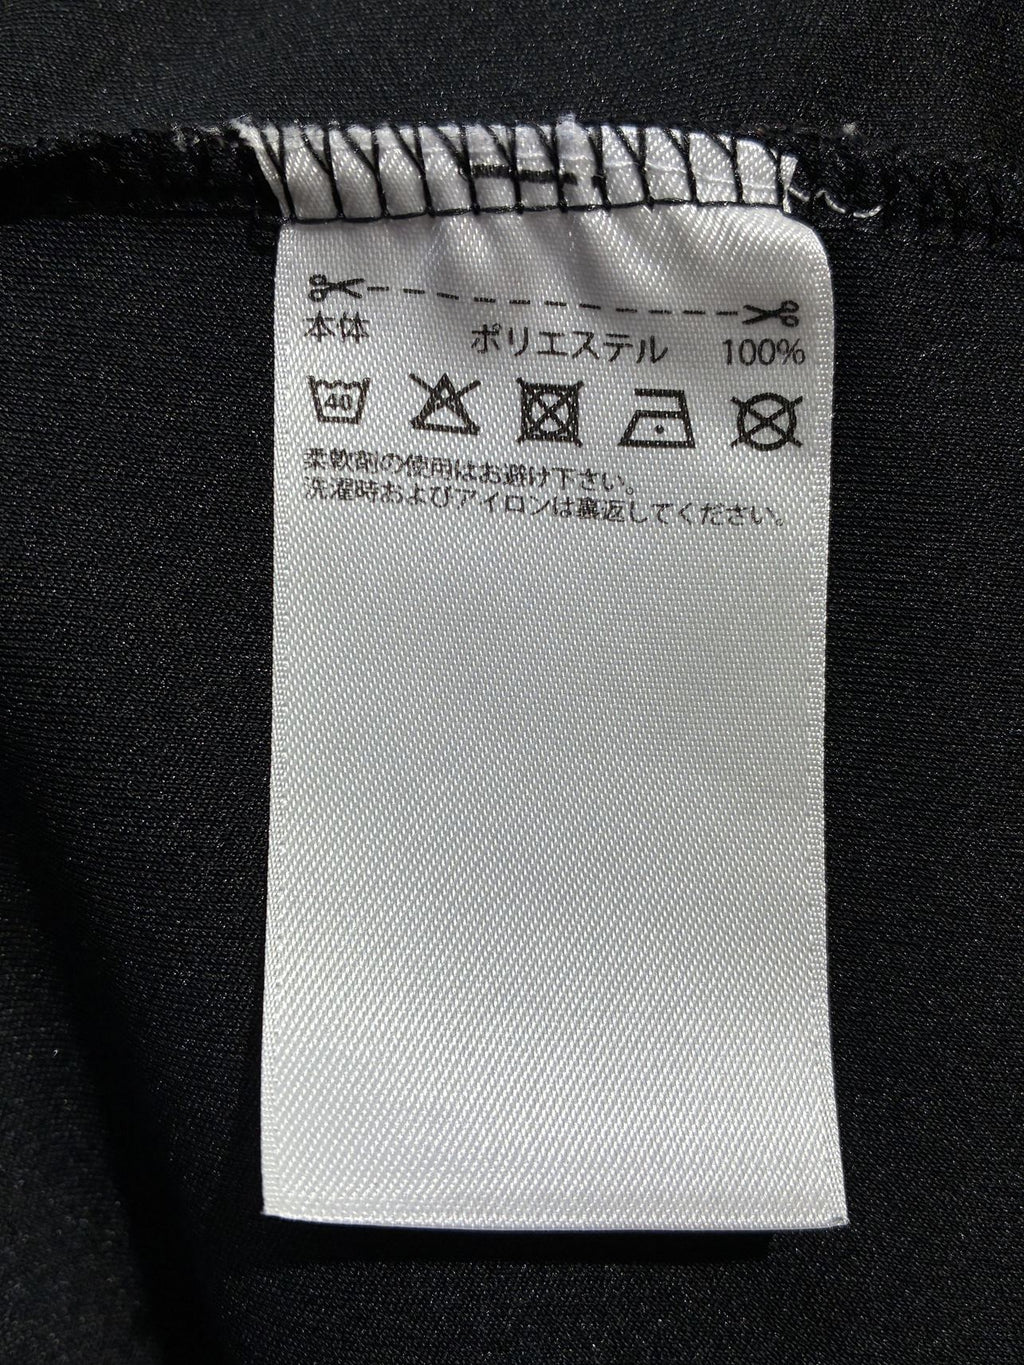 本体 ポリエステル 100%
40
柔軟剤の使用はお避け下さい。
洗濯時およびアイロンは裏返してください。